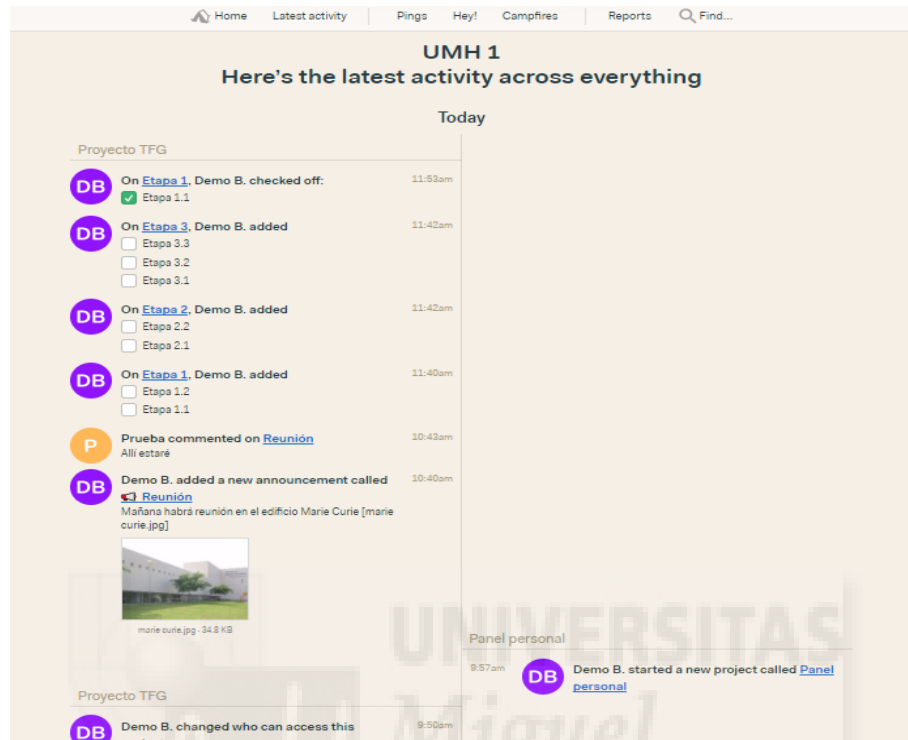 Home Latest activity Pings Hey! Campfires Reports Find...
UMH 1
Here's the latest activity across everything
Today
Proyecto TFG
DB On Etapa 1, Demo B. checked off: 11:53am
Etapa 1.1
DB On Etapa 3, Demo B. added 11:42am
Etapa 3.3
Etapa 3.2
Etapa 3.1
DB On Etapa 2, Demo B. added 11:42am
Etapa 2.2
Etapa 2.1
DB On Etapa 1, Demo B. added 11:40am
Etapa 1.2
Etapa 1.1
P Prueba commented on Reunión 10:43am
Allí estaré
DB Demo B. added a new announcement called 10:40am
Reunión
Mañana habrá reunión en el edificio Marie Curie [marie
curie.jpg]
marie curie.jpg - 34.8 KB
UNIVERSITAS
Miguel
Panel personal
9:57am DB Demo B. started a new project called Panel
personal
Proyecto TFG
DB Demo B. changed who can access this 9:50am